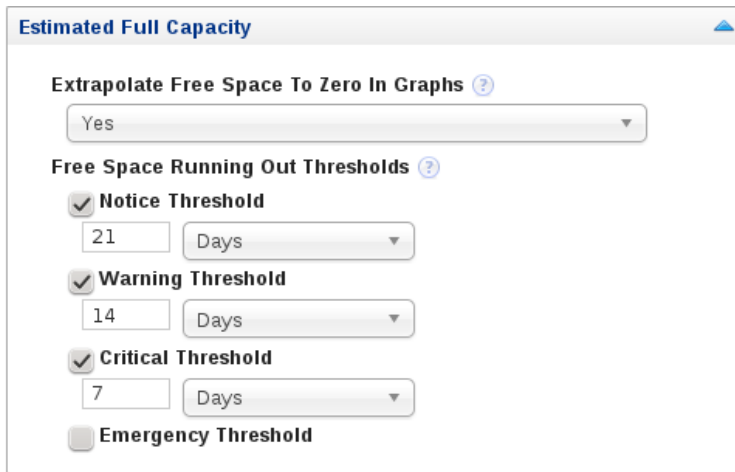 Estimated Full Capacity
Extrapolate Free Space To Zero In Graphs ?
Yes
Free Space Running Out Thresholds ?
Notice Threshold
21 Days
Warning Threshold
14 Days
Critical Threshold
7 Days
Emergency Threshold